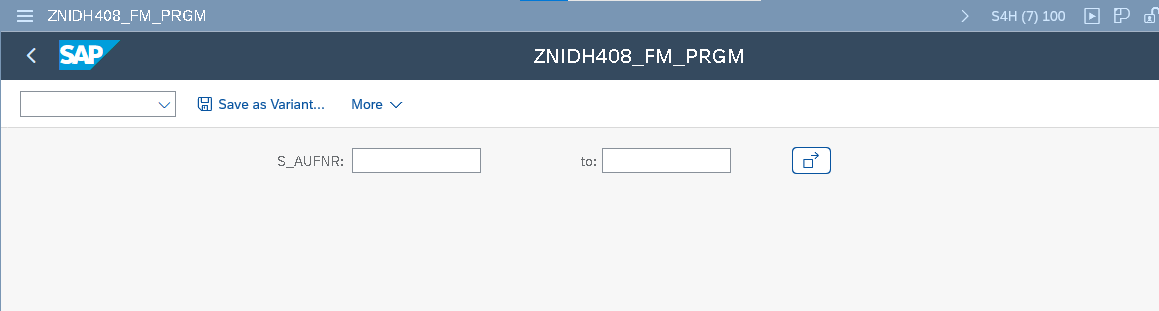 ZNIDH408_FM_PRGM S4H (7) 100
SAP ZNIDH408_FM_PRGM
Save as Variant... More
S_AUFNR: to: